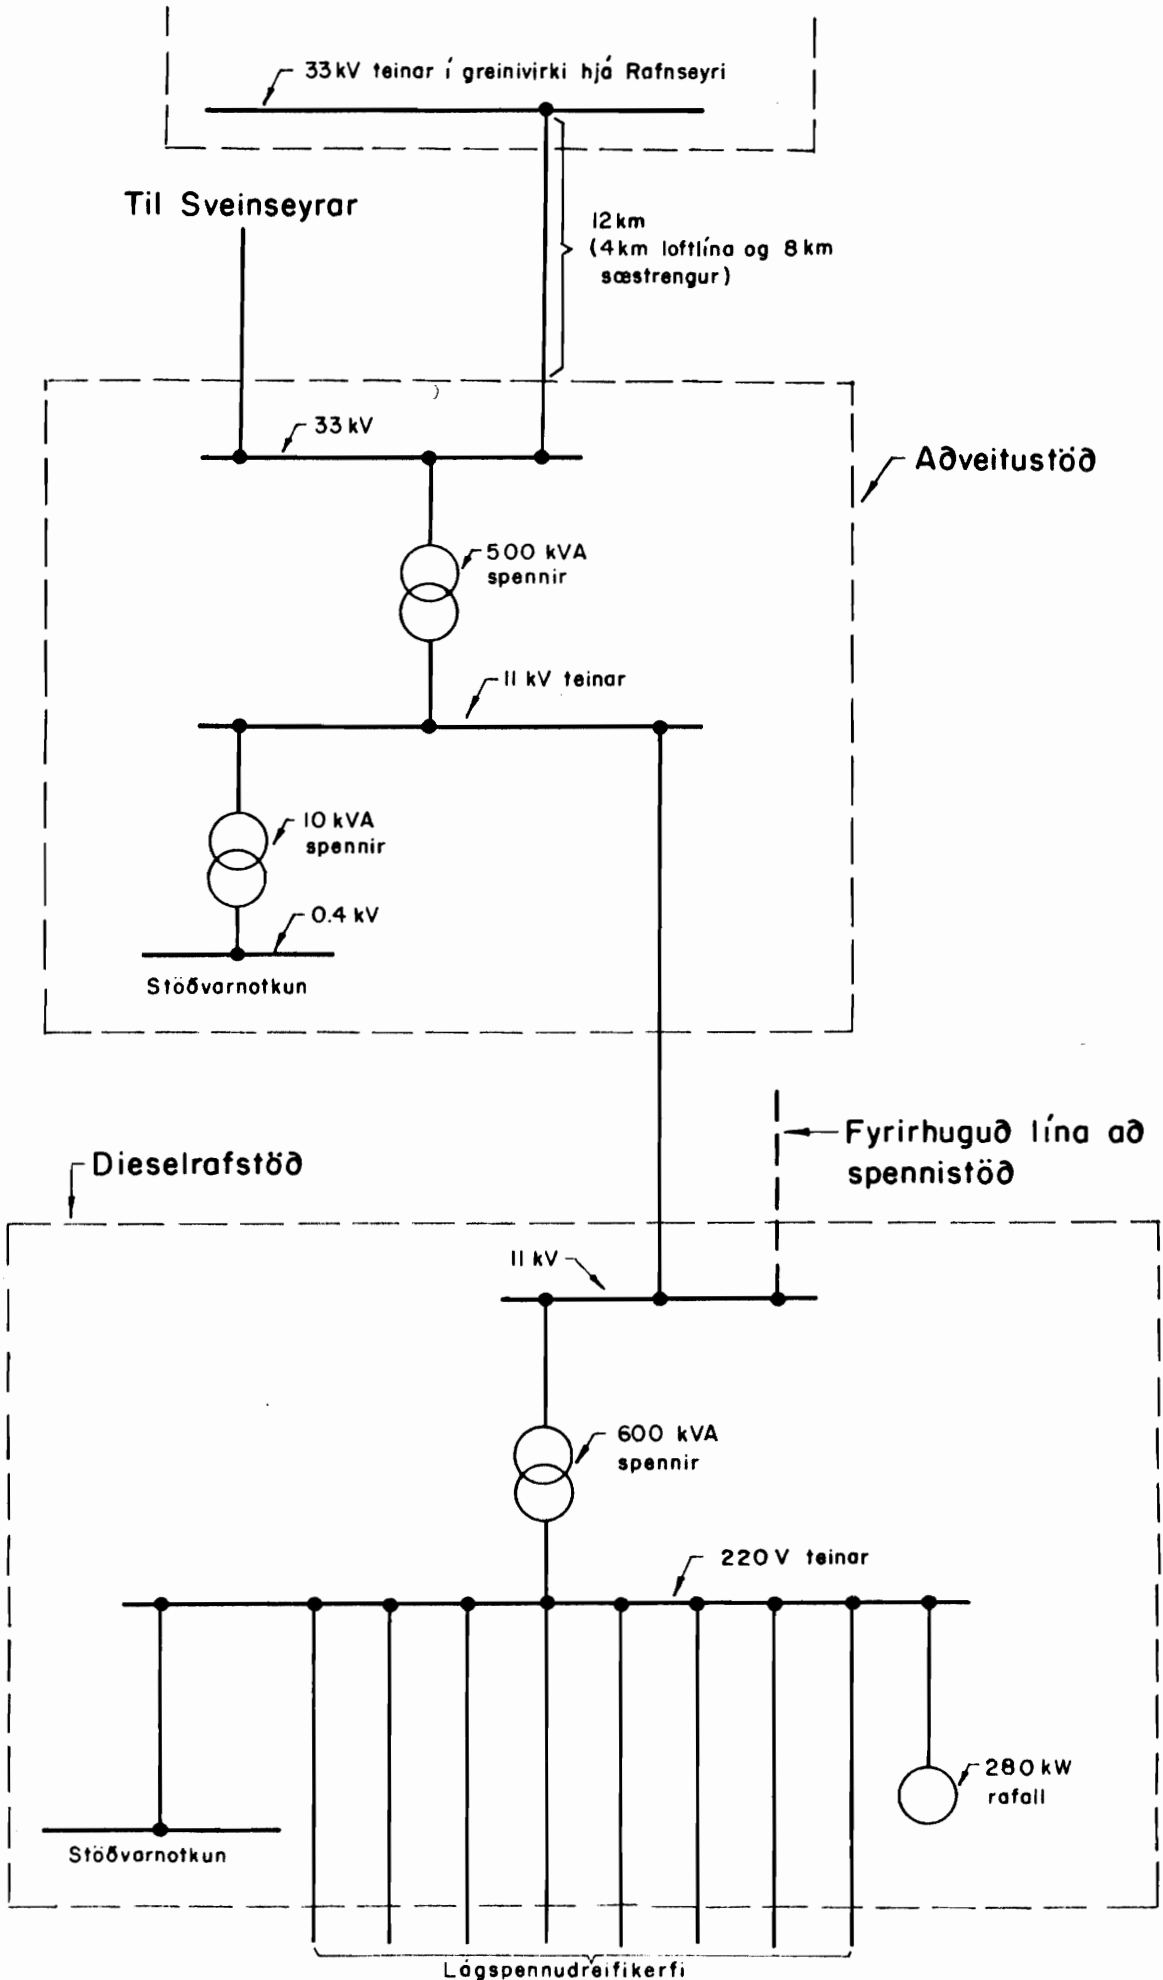 33 kV teinar í greinivirki hjá Rafnseyri
Til Sveinseyrar
12 km
(4 km loftlína og 8 km
sæstrengur)
33 kV
Aðveitustöð
500 kVA
spennir
11 kV teinar
10 kVA
spennir
0.4 kV
Stöðvarnotkun
Fyrirhuguð lína að
spennistöð
Dieselrafstöð
11 kV
600 kVA
spennir
220 V teinar
280 kW
rafall
Stöðvarnotkun
Lágspennudreifikerfi